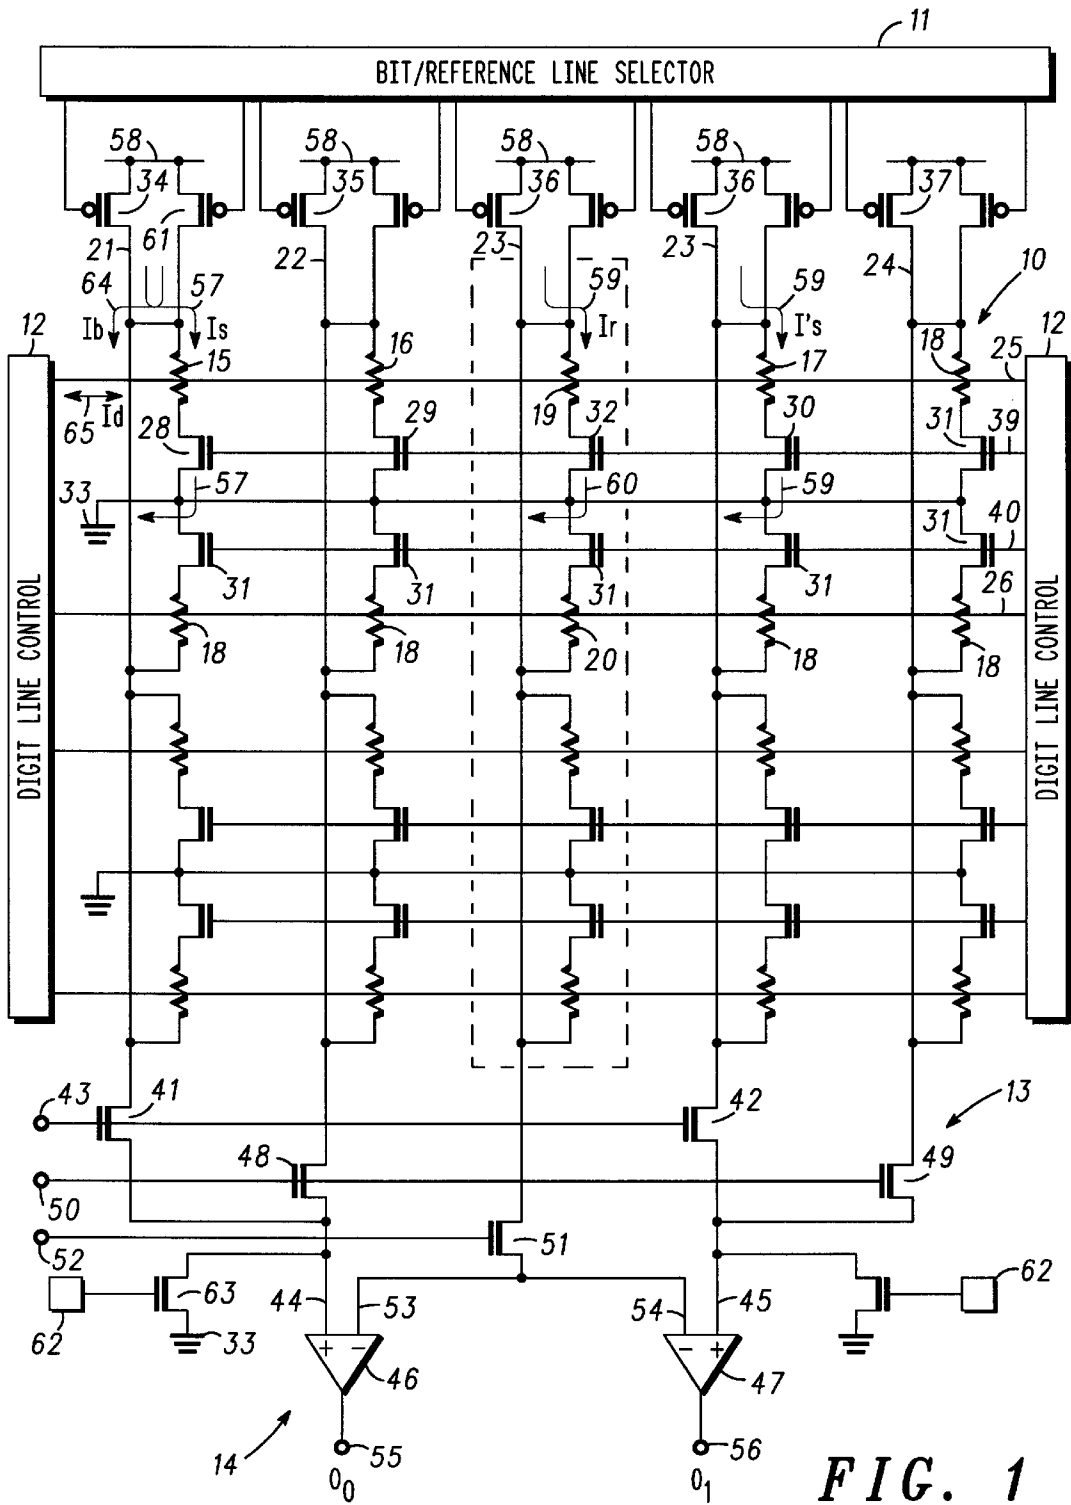 11
BIT/REFERENCE LINE SELECTOR
58 58 58 58
34 35 36 36 37
21 61 22 23 23 24
64 57 59 59 10
Ib Is Ir I's
12 12
15 16 17 18 25
65 Id 19
28 29 32 30 31 39
33 57 60 59
31 40
31 31 31 31 26
18 18 20 18 18
DIGIT LINE CONTROL
DIGIT LINE CONTROL
43 41 42 13
48 49
50
52 51
62 63 44 53 54 45 62
33
+ − − +
46 47
14 55 56
O0 O1
FIG. 1